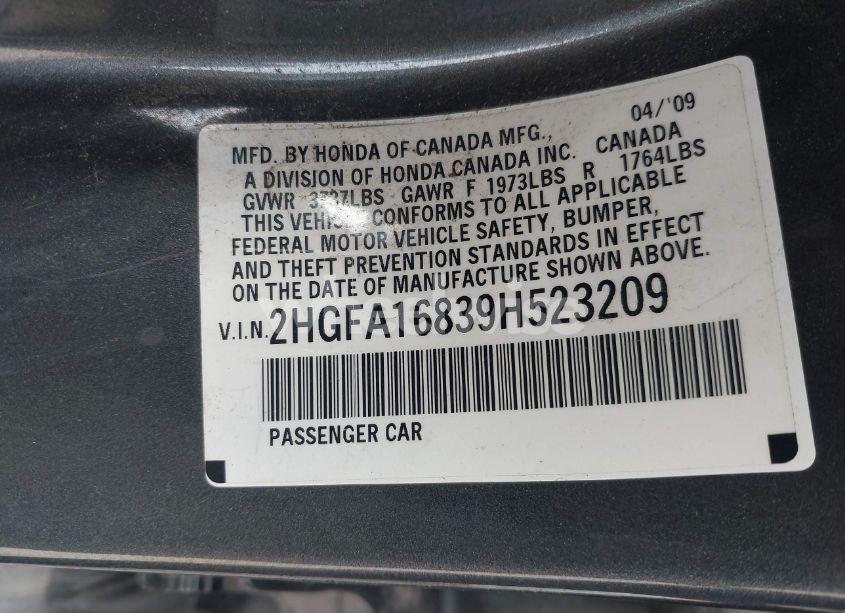 04/'09
MFD. BY HONDA OF CANADA MFG.,
A DIVISION OF HONDA CANADA INC. CANADA
GVWR LBS GAWR F 1973LBS R 1764LBS
THIS VEHICLE CONFORMS TO ALL APPLICABLE
FEDERAL MOTOR VEHICLE SAFETY, BUMPER,
AND THEFT PREVENTION STANDARDS IN EFFECT
ON THE DATE OF MANUFACTURE SHOWN ABOVE.
V.I.N. 2HGFA16839H523209
PASSENGER CAR